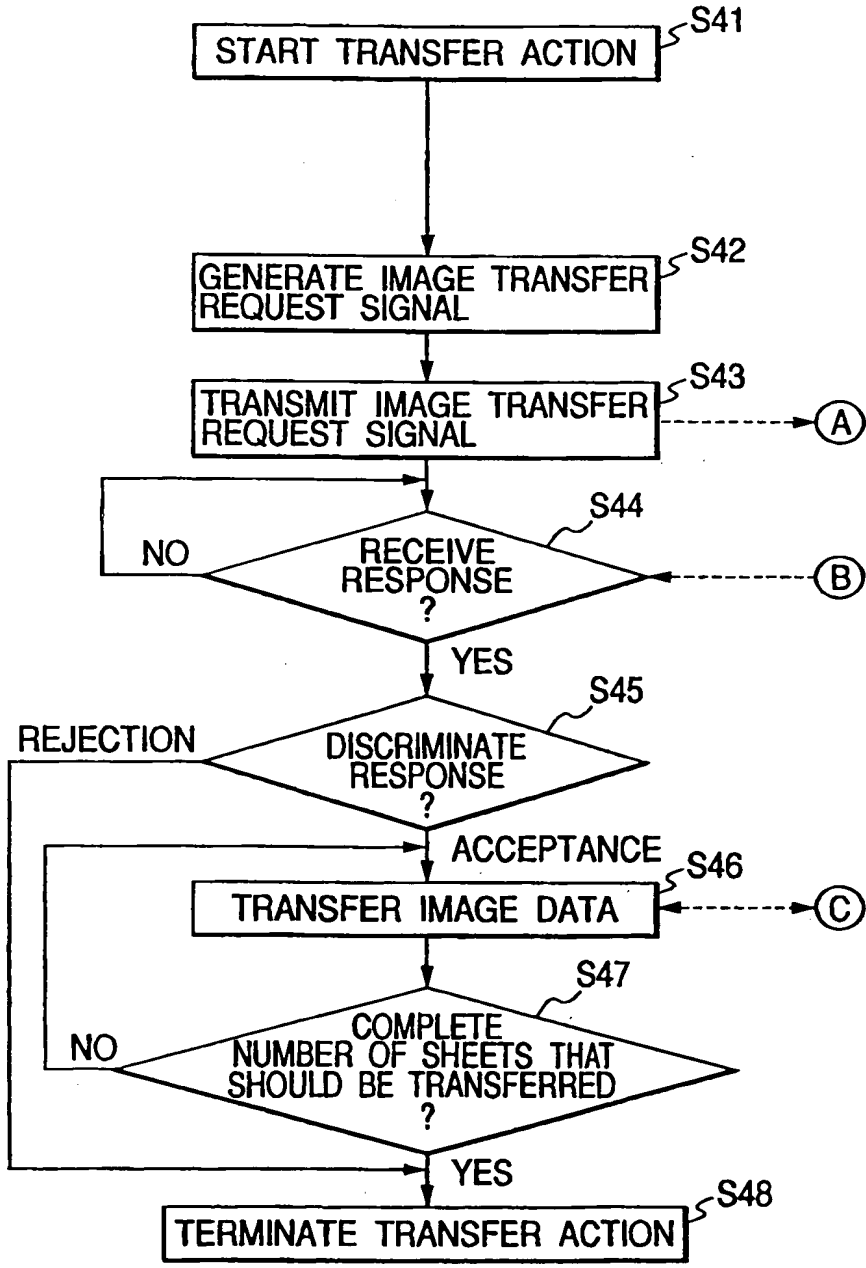 S41
START TRANSFER ACTION
S42
GENERATE IMAGE TRANSFER
REQUEST SIGNAL
S43
TRANSMIT IMAGE TRANSFER
REQUEST SIGNAL
A
S44
NO
RECEIVE
RESPONSE
?
B
YES
S45
REJECTION
DISCRIMINATE
RESPONSE
?
ACCEPTANCE
S46
TRANSFER IMAGE DATA
C
S47
NO
COMPLETE
NUMBER OF SHEETS THAT
SHOULD BE TRANSFERRED
?
YES
S48
TERMINATE TRANSFER ACTION